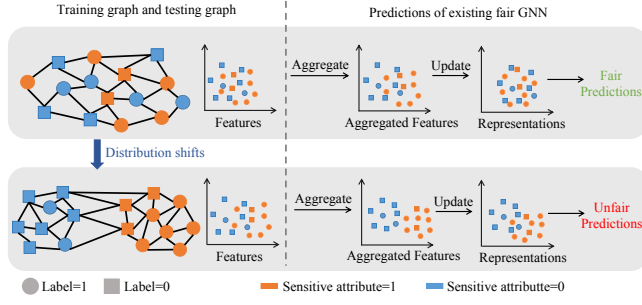 Training graph and testing graph
Predictions of existing fair GNN
Aggregate
Update
Fair
Predictions
Features
Aggregated Features
Representations
Distribution shifts
Aggregate
Update
Unfair
Predictions
Features
Aggregated Features
Representations
Label=1
Label=0
Sensitive attribute=1
Sensitive attributte=0